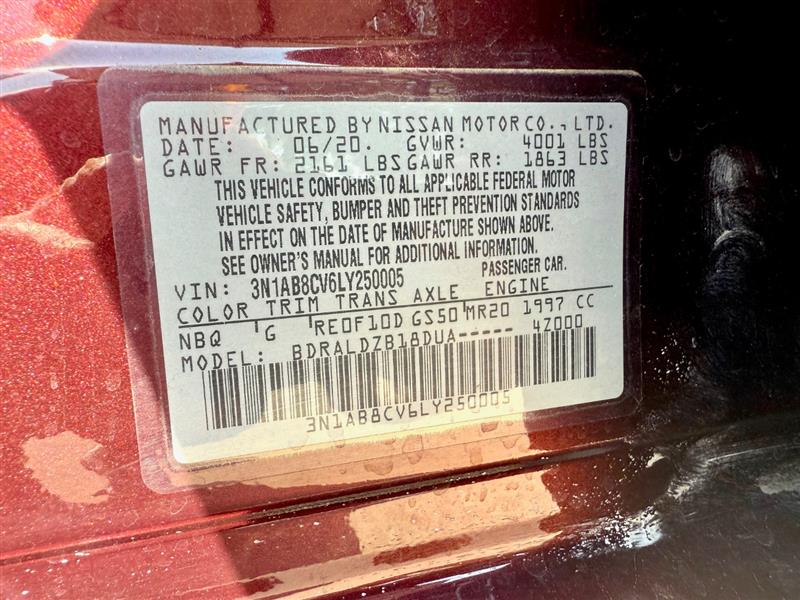 MANUFACTURED BY NISSAN MOTOR CO., LTD.
DATE: 06/20. GVWR: 4001 LBS
GAWR FR: 2161 LBS GAWR RR: 1863 LBS
THIS VEHICLE CONFORMS TO ALL APPLICABLE FEDERAL MOTOR
VEHICLE SAFETY, BUMPER AND THEFT PREVENTION STANDARDS
IN EFFECT ON THE DATE OF MANUFACTURE SHOWN ABOVE.
SEE OWNER'S MANUAL FOR ADDITIONAL INFORMATION.
VIN: 3N1AB8CV6LY250005 PASSENGER CAR.
COLOR TRIM TRANS AXLE ENGINE
NBQ G RE0F10D GS50 MR20 1997 CC
MODEL: BDRALDZB18DUA----- 4Z000
3N1AB8CV6LY250005